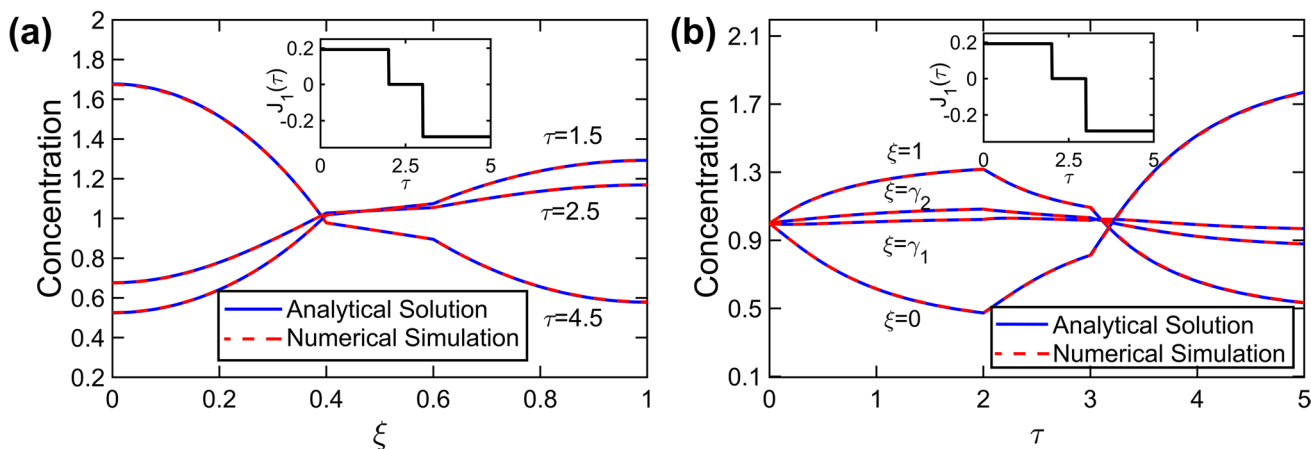 (a)
Concentration
2
1.8
1.6
1.4
1.2
1
0.8
0.6
0.4
0.2
0
0.2
0.4
0.6
0.8
1
ξ
J₁(τ)
0.2
0
-0.2
0
2.5
5
τ
τ=1.5
τ=2.5
τ=4.5
Analytical Solution
Numerical Simulation
(b)
Concentration
2.1
1.7
1.3
0.9
0.5
0.1
0
1
2
3
4
5
τ
J₁(τ)
0.2
0
-0.2
0
2.5
5
τ
ξ=1
ξ=γ₂
ξ=γ₁
ξ=0
Analytical Solution
Numerical Simulation